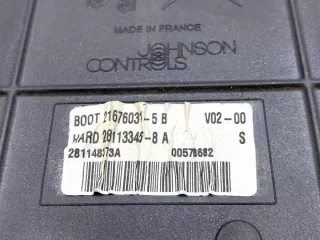 MADE IN FRANCE
JOHNSON
CONTROLS
BOOT 21676031-5 B V02-00
HARD 28113345-8 A S
28114873A 00578682